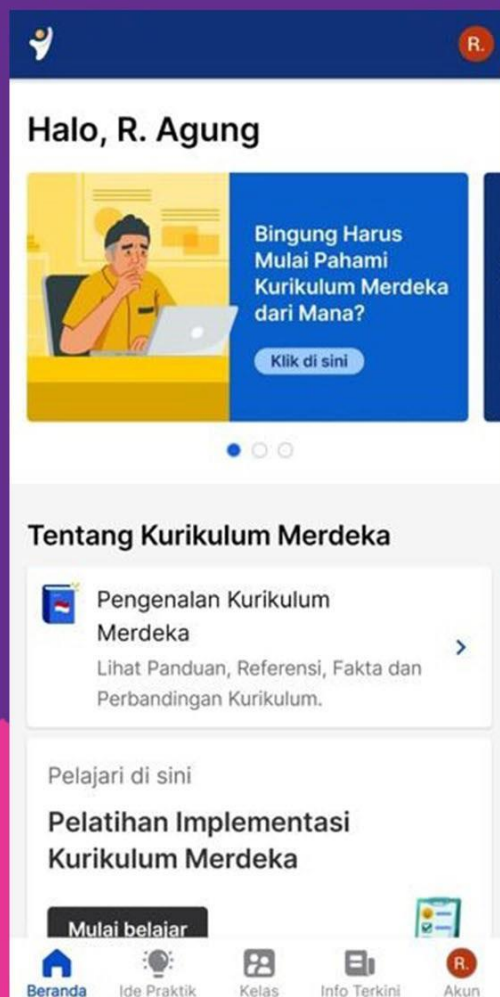 R.
Halo, R. Agung
Bingung Harus
Mulai Pahami
Kurikulum Merdeka
dari Mana?
Klik di sini
Tentang Kurikulum Merdeka
Pengenalan Kurikulum
Merdeka
Lihat Panduan, Referensi, Fakta dan
Perbandingan Kurikulum.
Pelajari di sini
Pelatihan Implementasi
Kurikulum Merdeka
Mulai belajar
R.
Beranda Ide Praktik Kelas Info Terkini Akun